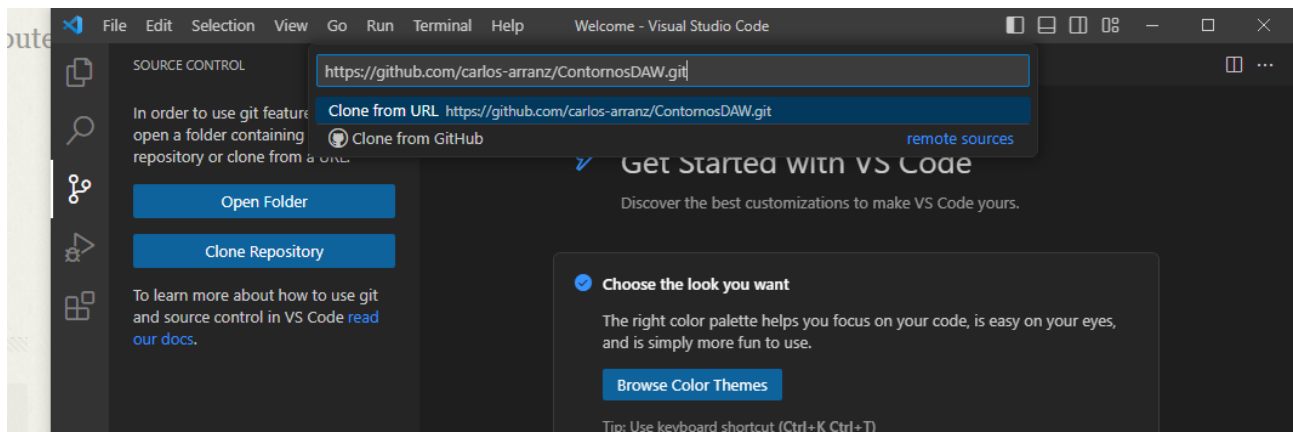 File Edit Selection View Go Run Terminal Help Welcome - Visual Studio Code
SOURCE CONTROL
https://github.com/carlos-arranz/ContornosDAW.git
Clone from URL https://github.com/carlos-arranz/ContornosDAW.git
Clone from GitHub remote sources
In order to use git feature
open a folder containing
repository or clone from a URL.
Open Folder
Clone Repository
To learn more about how to use git
and source control in VS Code read
our docs.
Get Started with VS Code
Discover the best customizations to make VS Code yours.
Choose the look you want
The right color palette helps you focus on your code, is easy on your eyes,
and is simply more fun to use.
Browse Color Themes
Tip: Use keyboard shortcut (Ctrl+K Ctrl+T)